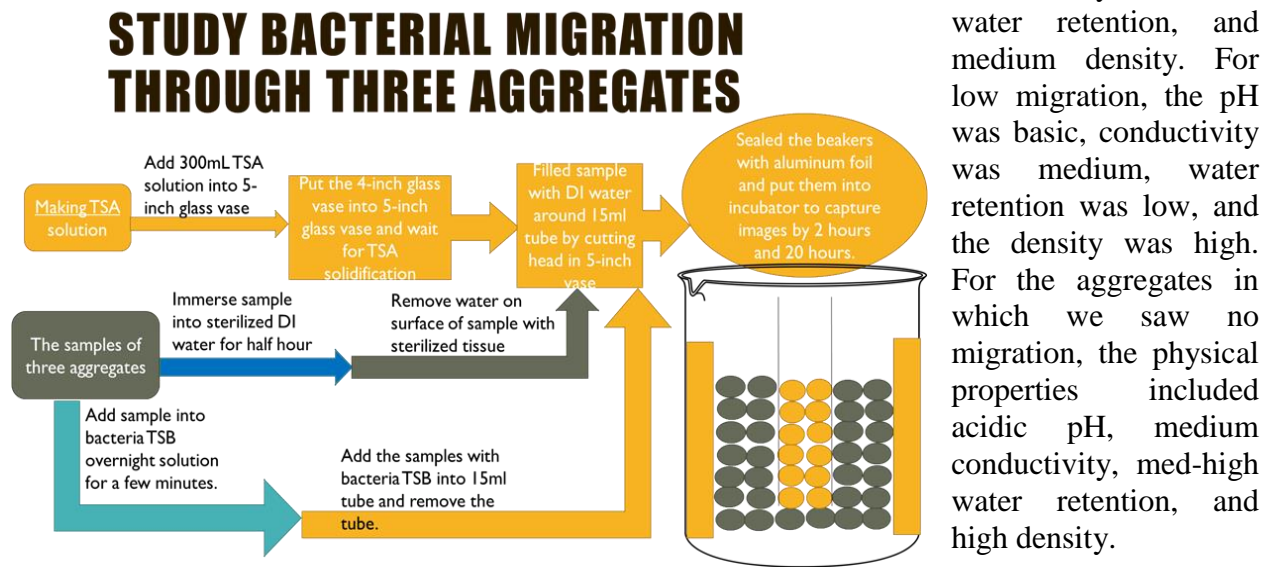 STUDY BACTERIAL MIGRATION
THROUGH THREE AGGREGATES
Making TSA
solution
Add 300mL TSA
solution into 5-
inch glass vase
Put the 4-inch glass
vase into 5-inch
glass vase and wait
for TSA
solidification
Filled sample
with DI water
around 15ml
tube by cutting
head in 5-inch
vase
Sealed the beakers
with aluminum foil
and put them into
incubator to capture
images by 2 hours
and 20 hours.
The samples of
three aggregates
Immerse sample
into sterilized DI
water for half hour
Remove water on
surface of sample with
sterilized tissue
Add sample into
bacteria TSB
overnight solution
for a few minutes.
Add the samples with
bacteria TSB into 15ml
tube and remove the
tube.
water retention, and
medium density. For
low migration, the pH
was basic, conductivity
was medium, water
retention was low, and
the density was high.
For the aggregates in
which we saw no
migration, the physical
properties included
acidic pH, medium
conductivity, med-high
water retention, and
high density.